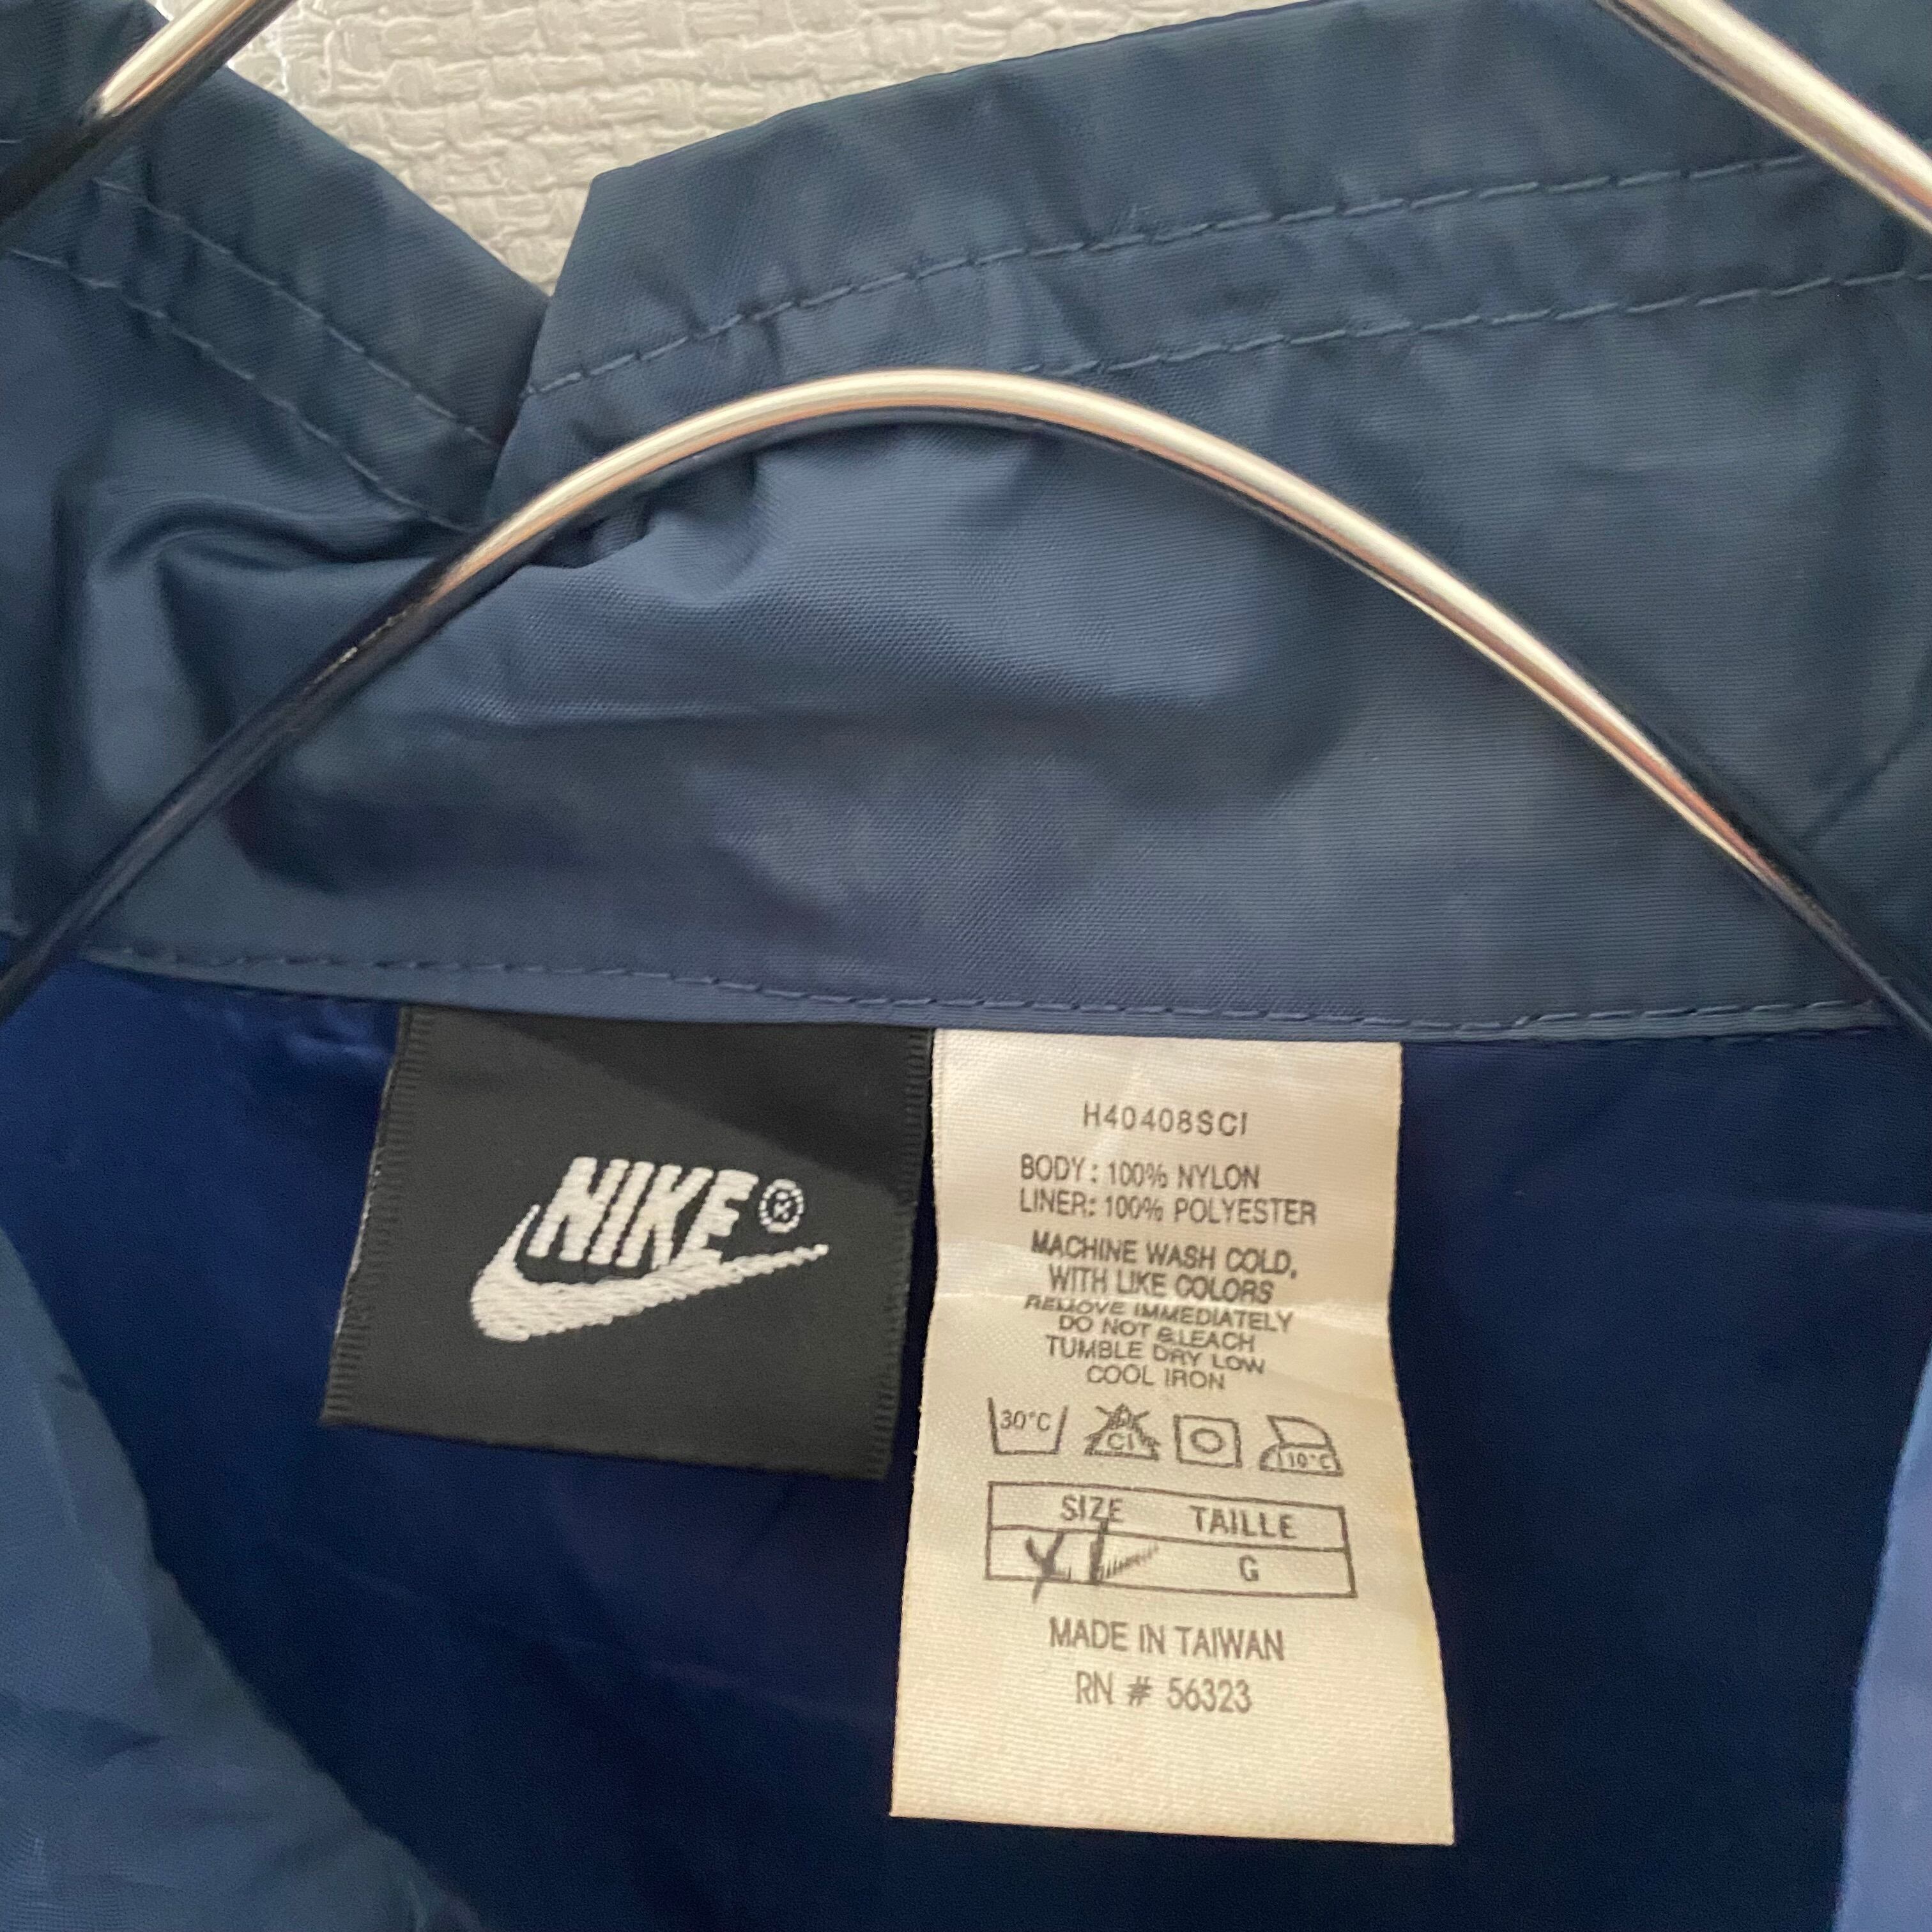 NIKE®
H40408SCI
BODY: 100% NYLON
LINER: 100% POLYESTER
MACHINE WASH COLD,
WITH LIKE COLORS
REMOVE IMMEDIATELY
DO NOT BLEACH
TUMBLE DRY LOW
COOL IRON
30°C CI 110°C
SIZE TAILLE
XL G
MADE IN TAIWAN
RN # 56323